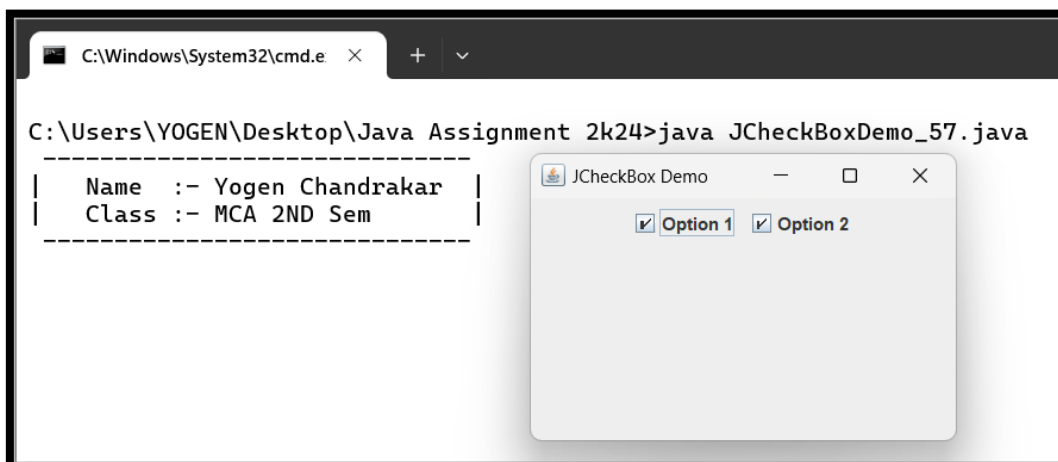 C:\Windows\System32\cmd.e
C:\Users\YOGEN\Desktop\Java Assignment 2k24>java JCheckBoxDemo_57.java
------------------------------
| Name :- Yogen Chandrakar |
| Class :- MCA 2ND Sem |
------------------------------
JCheckBox Demo
Option 1 Option 2